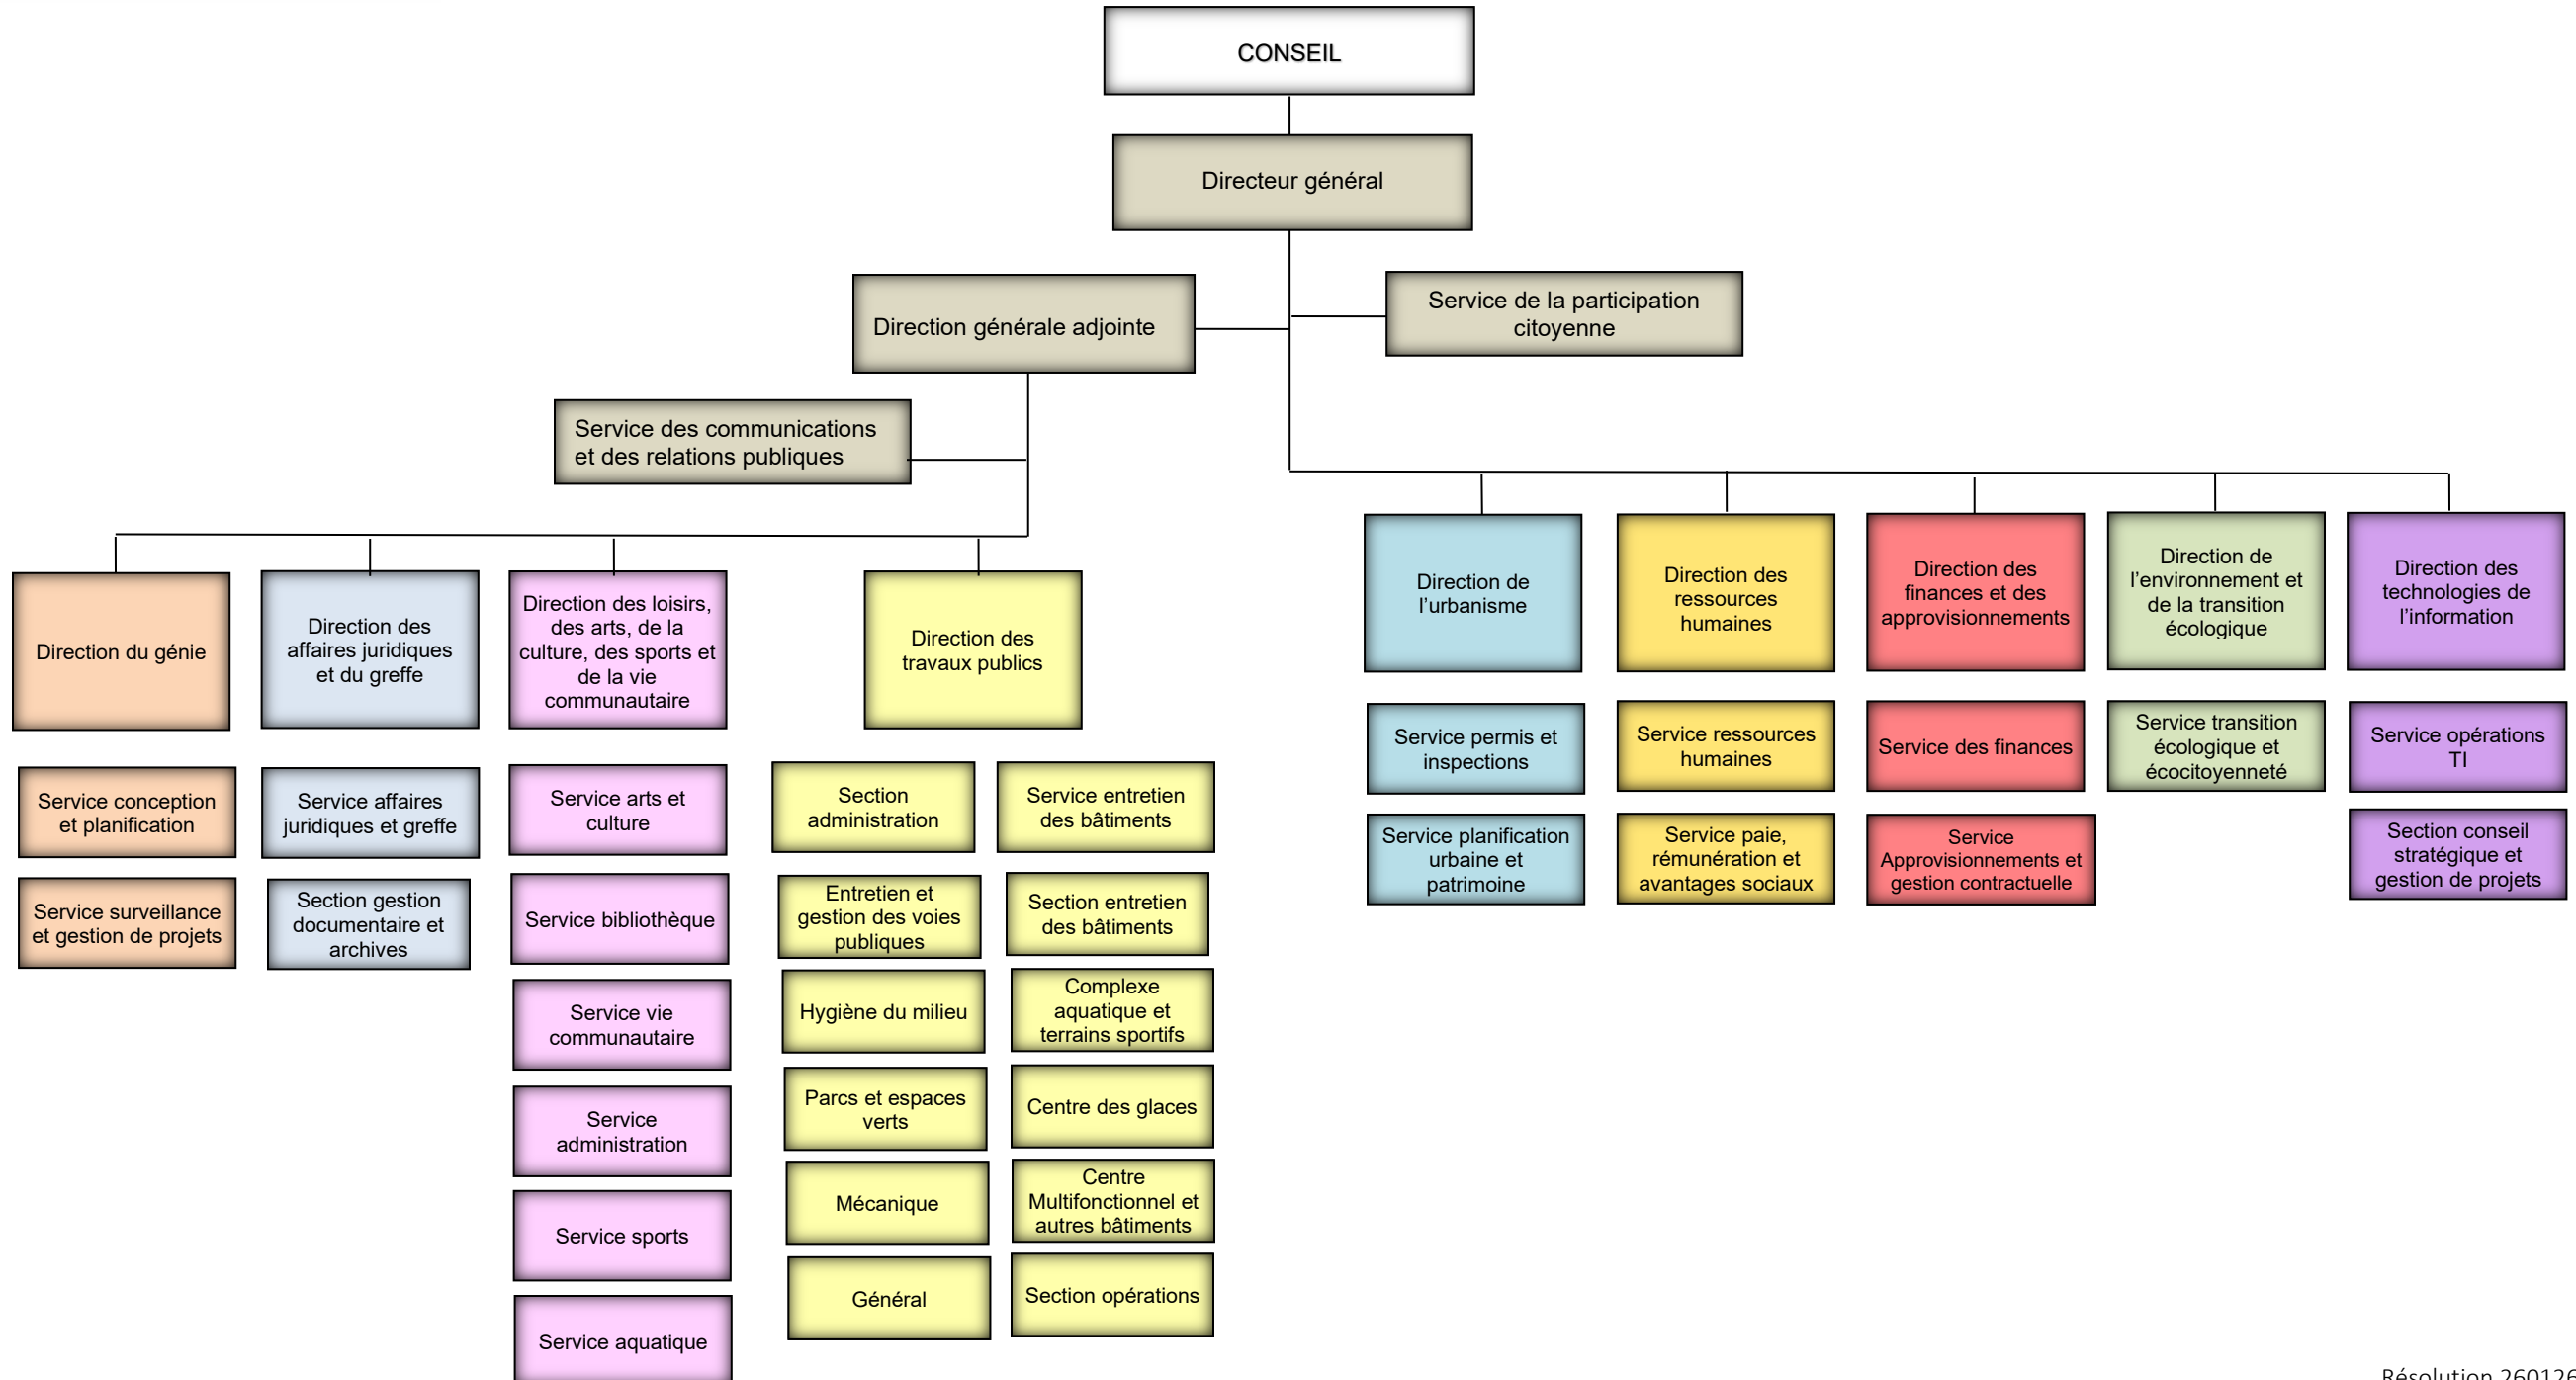 CONSEIL
Directeur général
Direction générale adjointe
Service de la participation
citoyenne
Service des communications
et des relations publiques
Direction du génie
Service conception
et planification
Service surveillance
et gestion de projets
Direction des
affaires juridiques
et du greffe
Service affaires
juridiques et greffe
Section gestion
documentaire et
archives
Direction des loisirs,
des arts, de la
culture, des sports et
de la vie
communautaire
Service arts et
culture
Service bibliothèque
Service vie
communautaire
Service
administration
Service sports
Service aquatique
Direction des
travaux publics
Section
administration
Entretien et
gestion des voies
publiques
Hygiène du milieu
Parcs et espaces
verts
Mécanique
Général
Service entretien
des bâtiments
Section entretien
des bâtiments
Complexe
aquatique et
terrains sportifs
Centre des glaces
Centre
Multifonctionnel et
autres bâtiments
Section opérations
Direction de
l’urbanisme
Service permis et
inspections
Service planification
urbaine et
patrimoine
Direction des
ressources
humaines
Service ressources
humaines
Service paie,
rémunération et
avantages sociaux
Direction des
finances et des
approvisionnements
Service des finances
Service
Approvisionnements et
gestion contractuelle
Direction de
l’environnement et
de la transition
écologique
Service transition
écologique et
écocitoyenneté
Direction des
technologies de
l’information
Service opérations
TI
Section conseil
stratégique et
gestion de projets
Résolution 260126